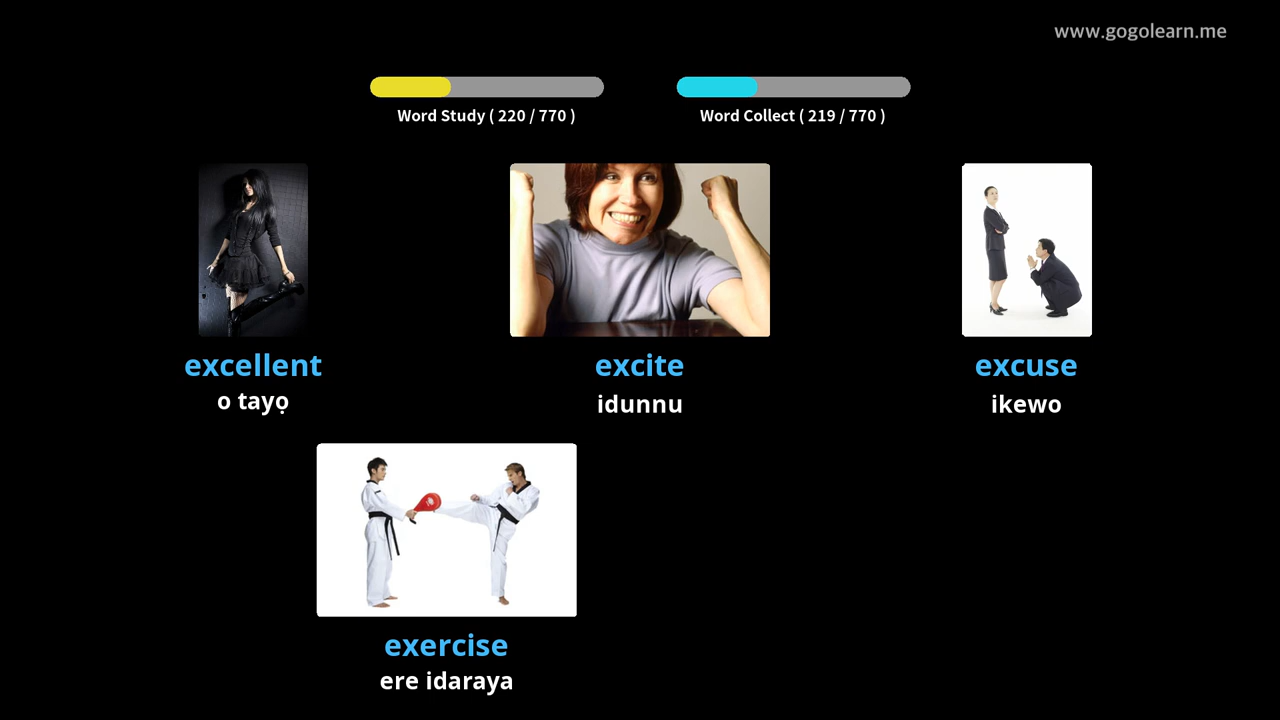 www.gogolearn.me
Word Study ( 220 / 770 )
Word Collect ( 219 / 770 )
excellent
o tayọ
excite
idunnu
excuse
ikewo
exercise
ere idaraya